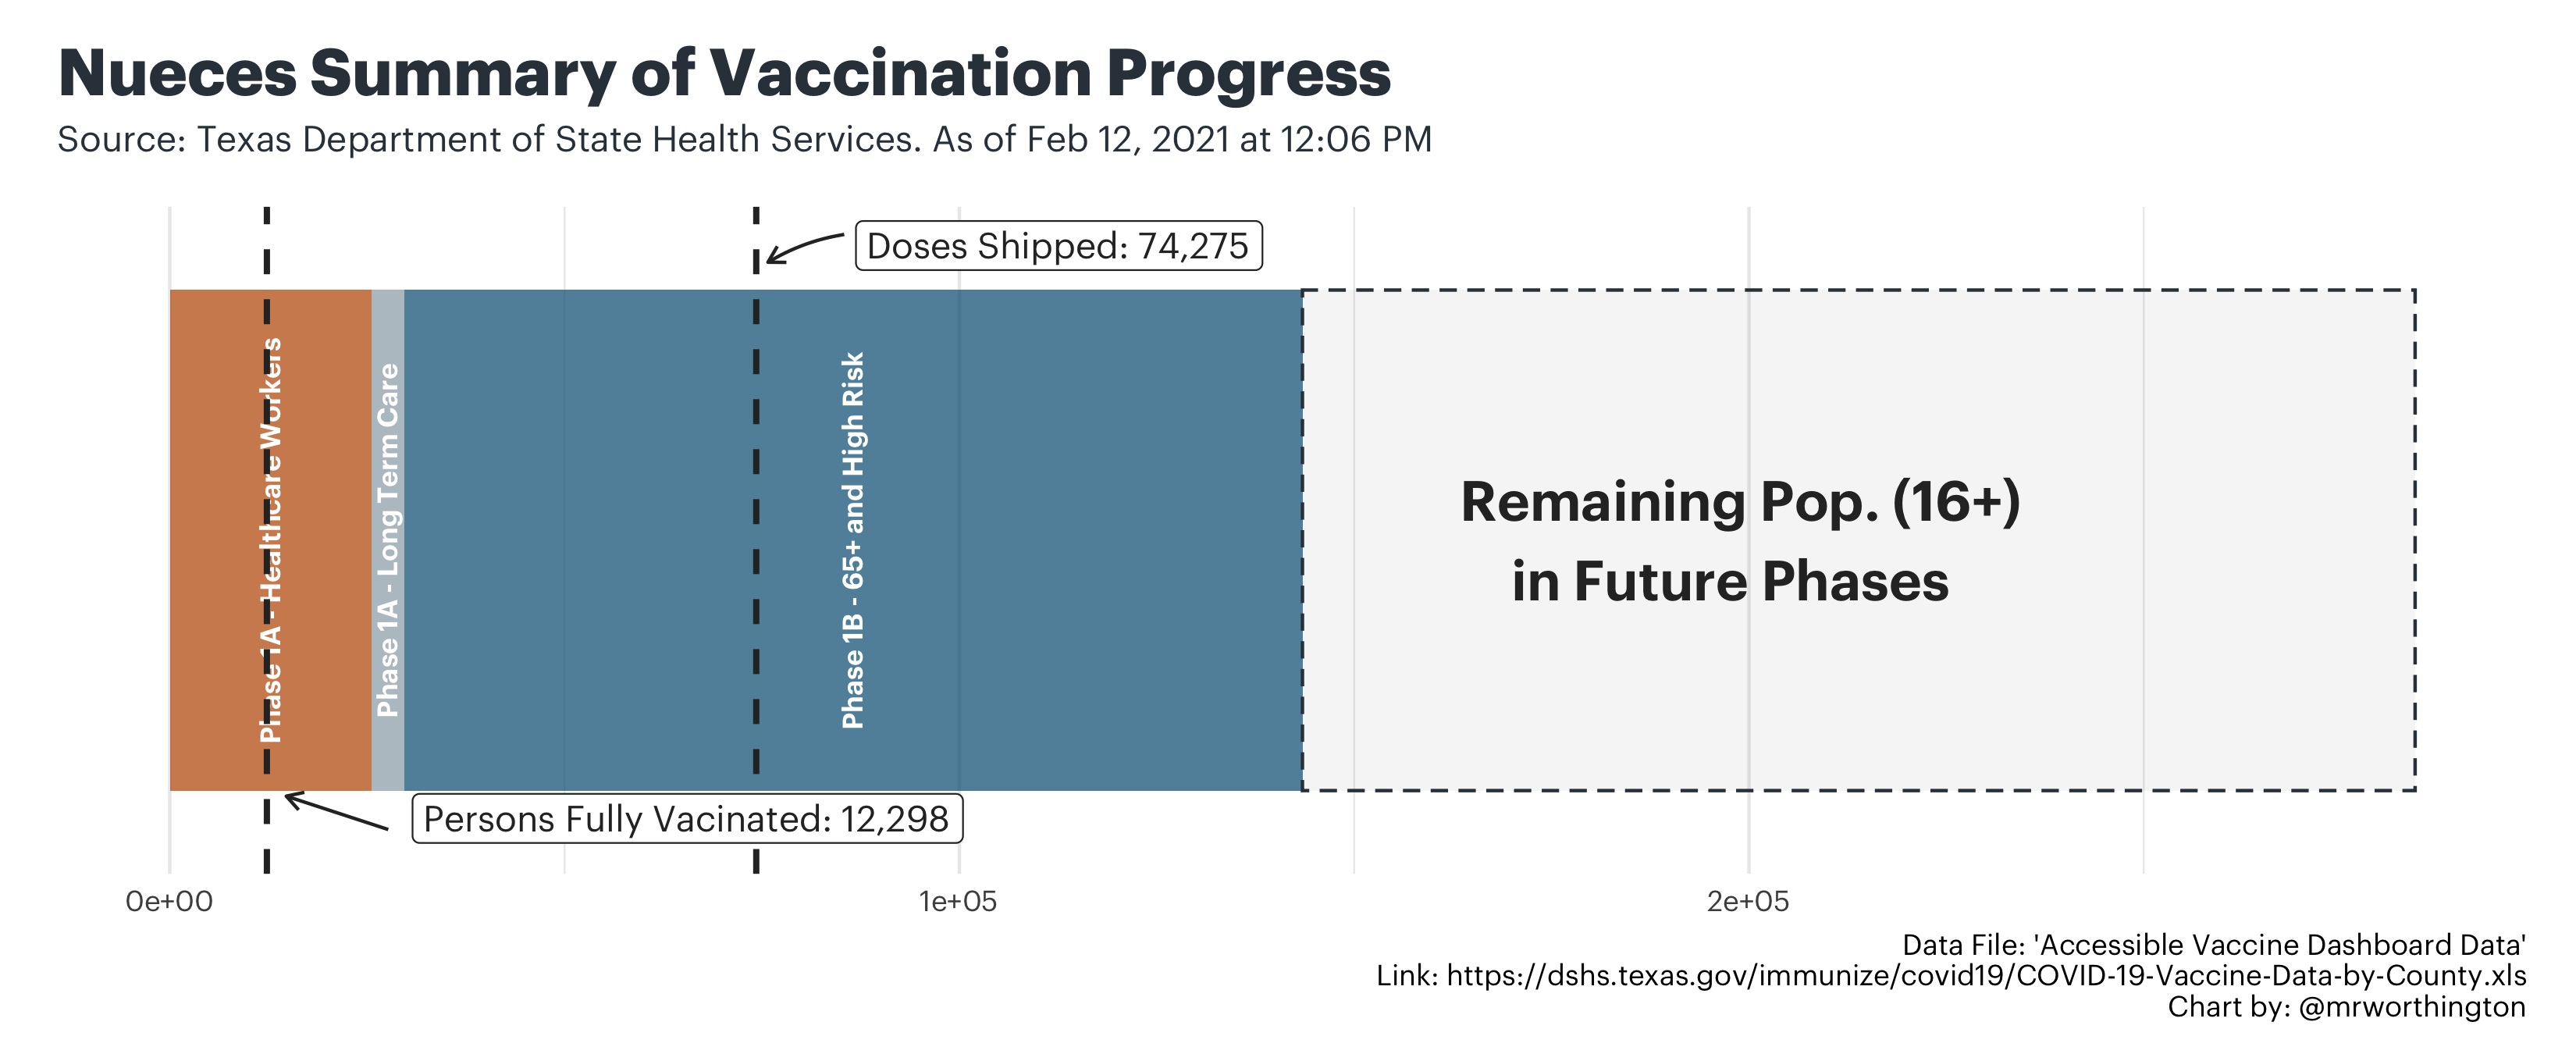 Nueces Summary of Vaccination Progress
Source: Texas Department of State Health Services. As of Feb 12, 2021 at 12:06 PM
Doses Shipped: 74,275
Phase 1A - Healthcare Workers
Phase 1A - Long Term Care
Phase 1B - 65+ and High Risk
Remaining Pop. (16+)
in Future Phases
Persons Fully Vacinated: 12,298
0e+00
1e+05
2e+05
Data File: 'Accessible Vaccine Dashboard Data'
Link: https://dshs.texas.gov/immunize/covid19/COVID-19-Vaccine-Data-by-County.xls
Chart by: @mrworthington